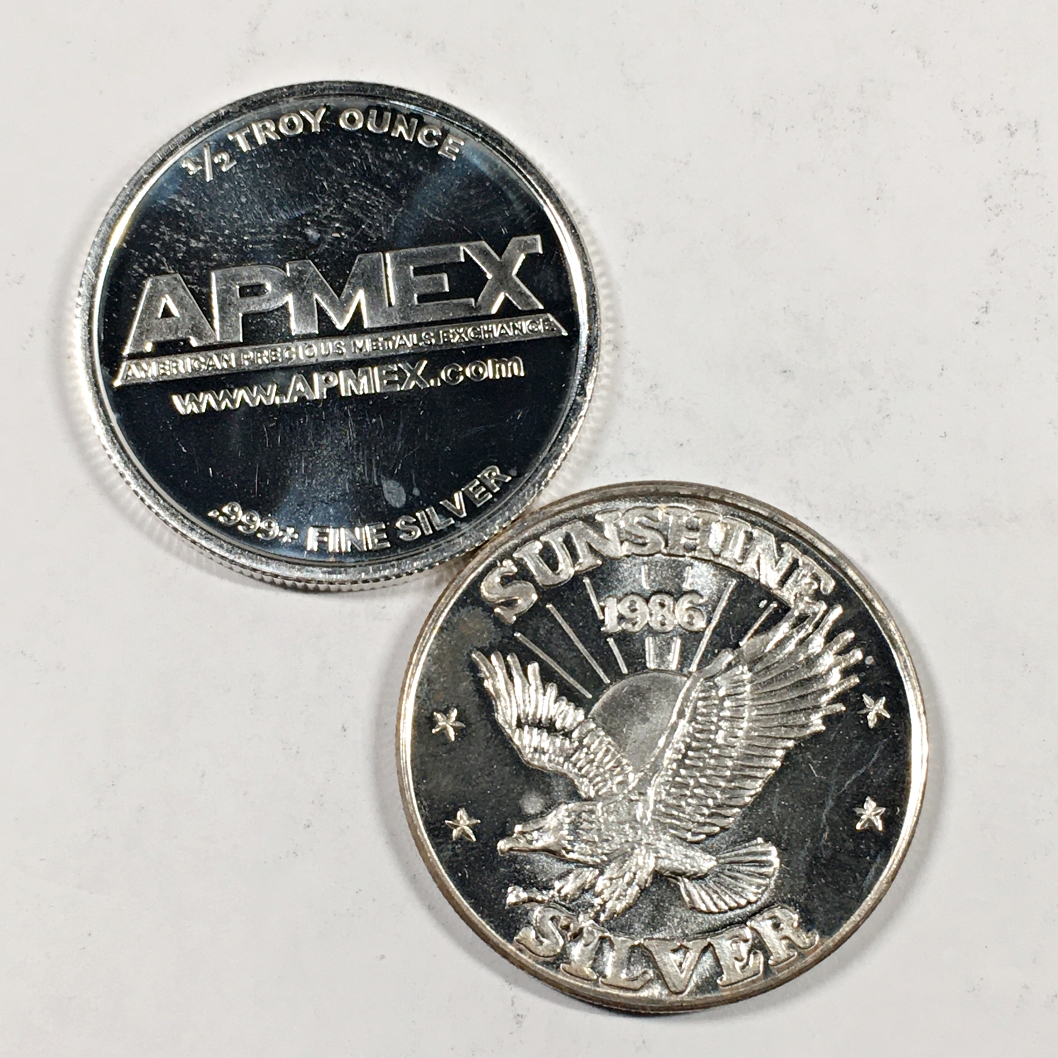 1/2 TROY OUNCE
APMEX
AMERICAN PRECIOUS METALS EXCHANGE
www.APMEX.com
.999+ FINE SILVER
SUNSHINE
1986
SILVER